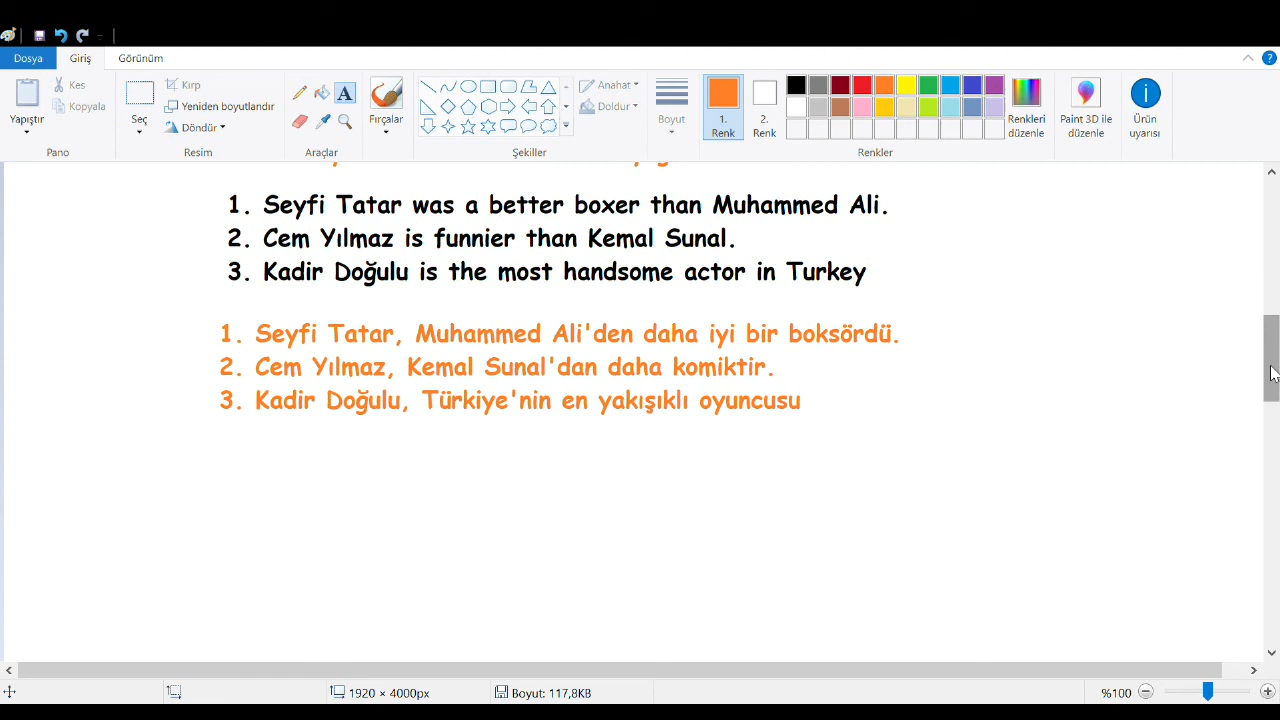 Dosya Giriş Görünüm
Yapıştır
Kes
Kopyala
Pano
Seç
Kırp
Yeniden boyutlandır
Döndür
Resim
A
Araçlar
Fırçalar
Anahat
Doldur
Şekiller
Boyut
1. Renk
2. Renk
Renkleri düzenle
Renkler
Paint 3D ile düzenle
Ürün uyarısı
1. Seyfi Tatar was a better boxer than Muhammed Ali.
2. Cem Yılmaz is funnier than Kemal Sunal.
3. Kadir Doğulu is the most handsome actor in Turkey
1. Seyfi Tatar, Muhammed Ali'den daha iyi bir boksördü.
2. Cem Yılmaz, Kemal Sunal'dan daha komiktir.
3. Kadir Doğulu, Türkiye'nin en yakışıklı oyuncusu
1920 × 4000px
Boyut: 117,8KB
%100